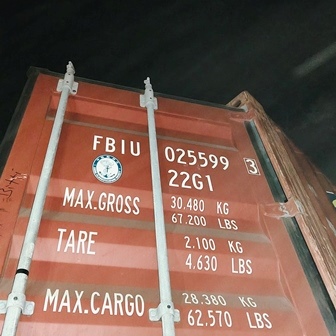 FBIU 025599 3
22G1
MAX.GROSS 30.480 KG
67.200 LBS
TARE 2.100 KG
4.630 LBS
MAX.CARGO 28.380 KG
62.570 LBS